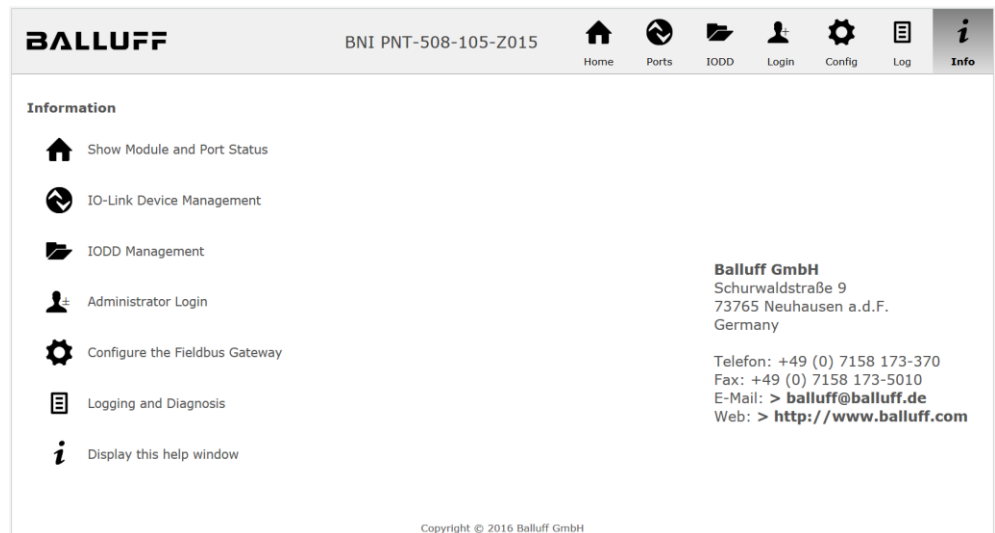 BALLUFF
BNI PNT-508-105-Z015
Home Ports IODD Login Config Log Info
Information
Show Module and Port Status
IO-Link Device Management
IODD Management
Administrator Login
Configure the Fieldbus Gateway
Logging and Diagnosis
Display this help window
Balluff GmbH
Schurwaldstraße 9
73765 Neuhausen a.d.F.
Germany
Telefon: +49 (0) 7158 173-370
Fax: +49 (0) 7158 173-5010
E-Mail: > balluff@balluff.de
Web: > http://www.balluff.com
Copyright © 2016 Balluff GmbH